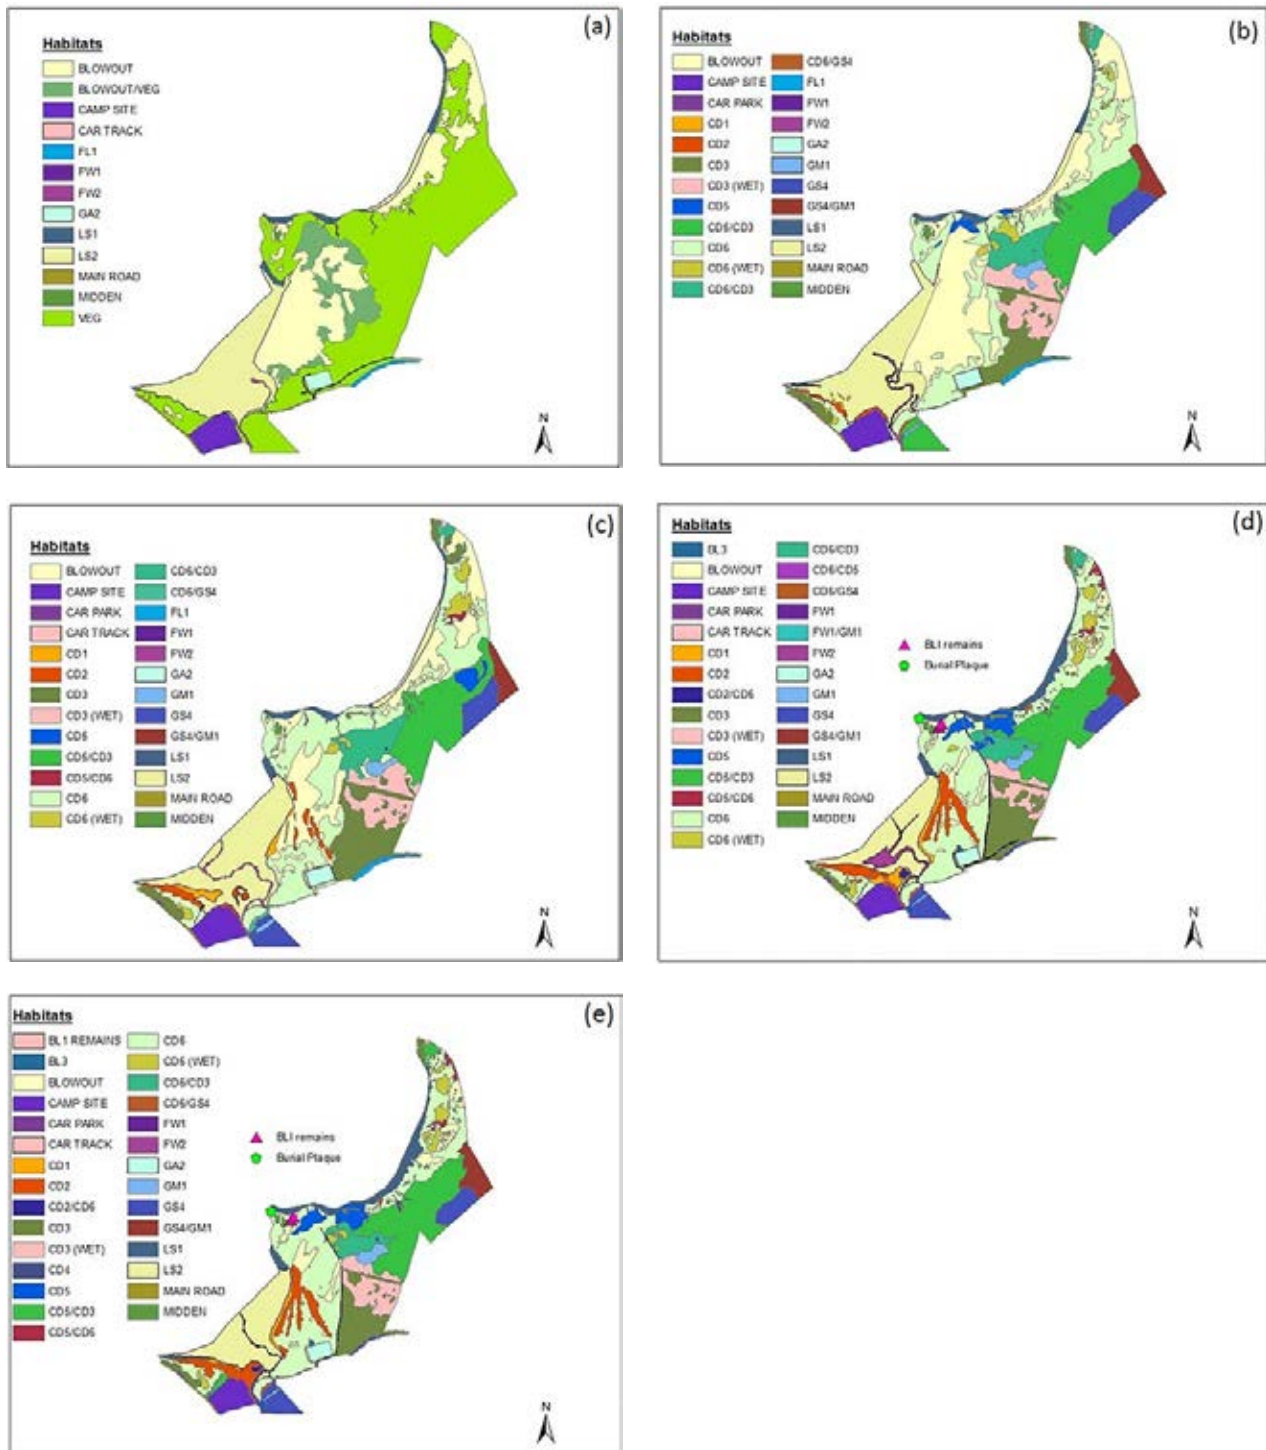 (a)
Habitats
BLOWOUT
BLOWOUT/VEG
CAMP SITE
CAR TRACK
FL1
FW1
FW2
GA2
LS1
LS2
MAIN ROAD
MIDDEN
VEG
N
(b)
Habitats
BLOWOUT
CAMP SITE
CAR PARK
CD1
CD2
CD3
CD3 (WET)
CD5
CD5/CD3
CD6
CD6 (WET)
CD6/CD3
CD6/GS4
FL1
FW1
FW2
GA2
GM1
GS4
GS4/GM1
LS1
LS2
MAIN ROAD
MIDDEN
N
(c)
Habitats
BLOWOUT
CAMP SITE
CAR PARK
CAR TRACK
CD1
CD2
CD3
CD3 (WET)
CD5
CD5/CD3
CD5/CD6
CD6
CD6 (WET)
CD6/CD3
CD6/GS4
FL1
FW1
FW2
GA2
GM1
GS4
GS4/GM1
LS1
LS2
MAIN ROAD
MIDDEN
N
(d)
Habitats
BL3
BLOWOUT
CAMP SITE
CAR PARK
CAR TRACK
CD1
CD2
CD2/CD6
CD3
CD3 (WET)
CD5
CD5/CD3
CD5/CD6
CD6
CD6 (WET)
CD6/CD3
CD6/CD5
CD6/GS4
FW1
FW1/GM1
FW2
GA2
GM1
GS4
GS4/GM1
LS1
LS2
MAIN ROAD
MIDDEN
BLI remains
Burial Plaque
N
(e)
Habitats
BL1 REMAINS
BL3
BLOWOUT
CAMP SITE
CAR PARK
CAR TRACK
CD1
CD2
CD2/CD6
CD3
CD3 (WET)
CD4
CD5
CD5/CD3
CD5/CD6
CD6
CD6 (WET)
CD6/CD3
CD6/GS4
FW1
FW2
GA2
GM1
GS4
GS4/GM1
LS1
LS2
MAIN ROAD
MIDDEN
BLI remains
Burial Plaque
N